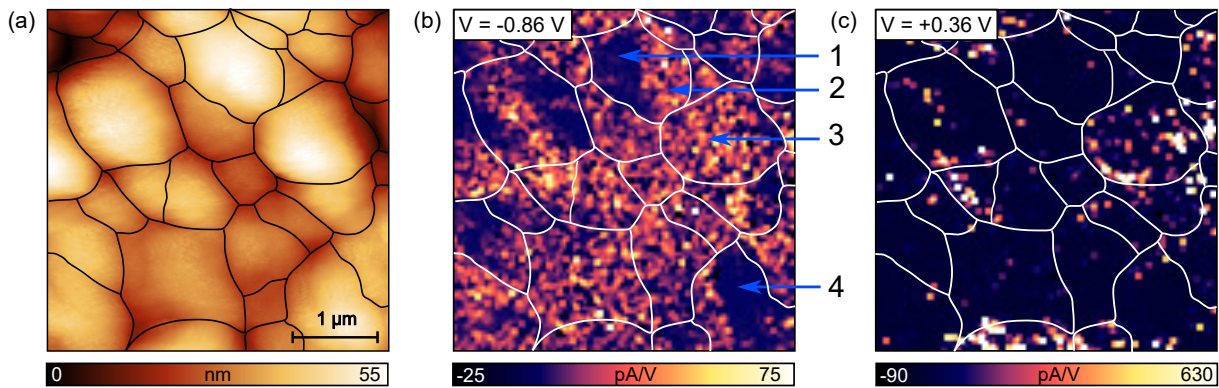 (a)
1 µm
0 nm 55
(b)
V = -0.86 V
1
2
3
4
-25 pA/V 75
(c)
V = +0.36 V
-90 pA/V 630